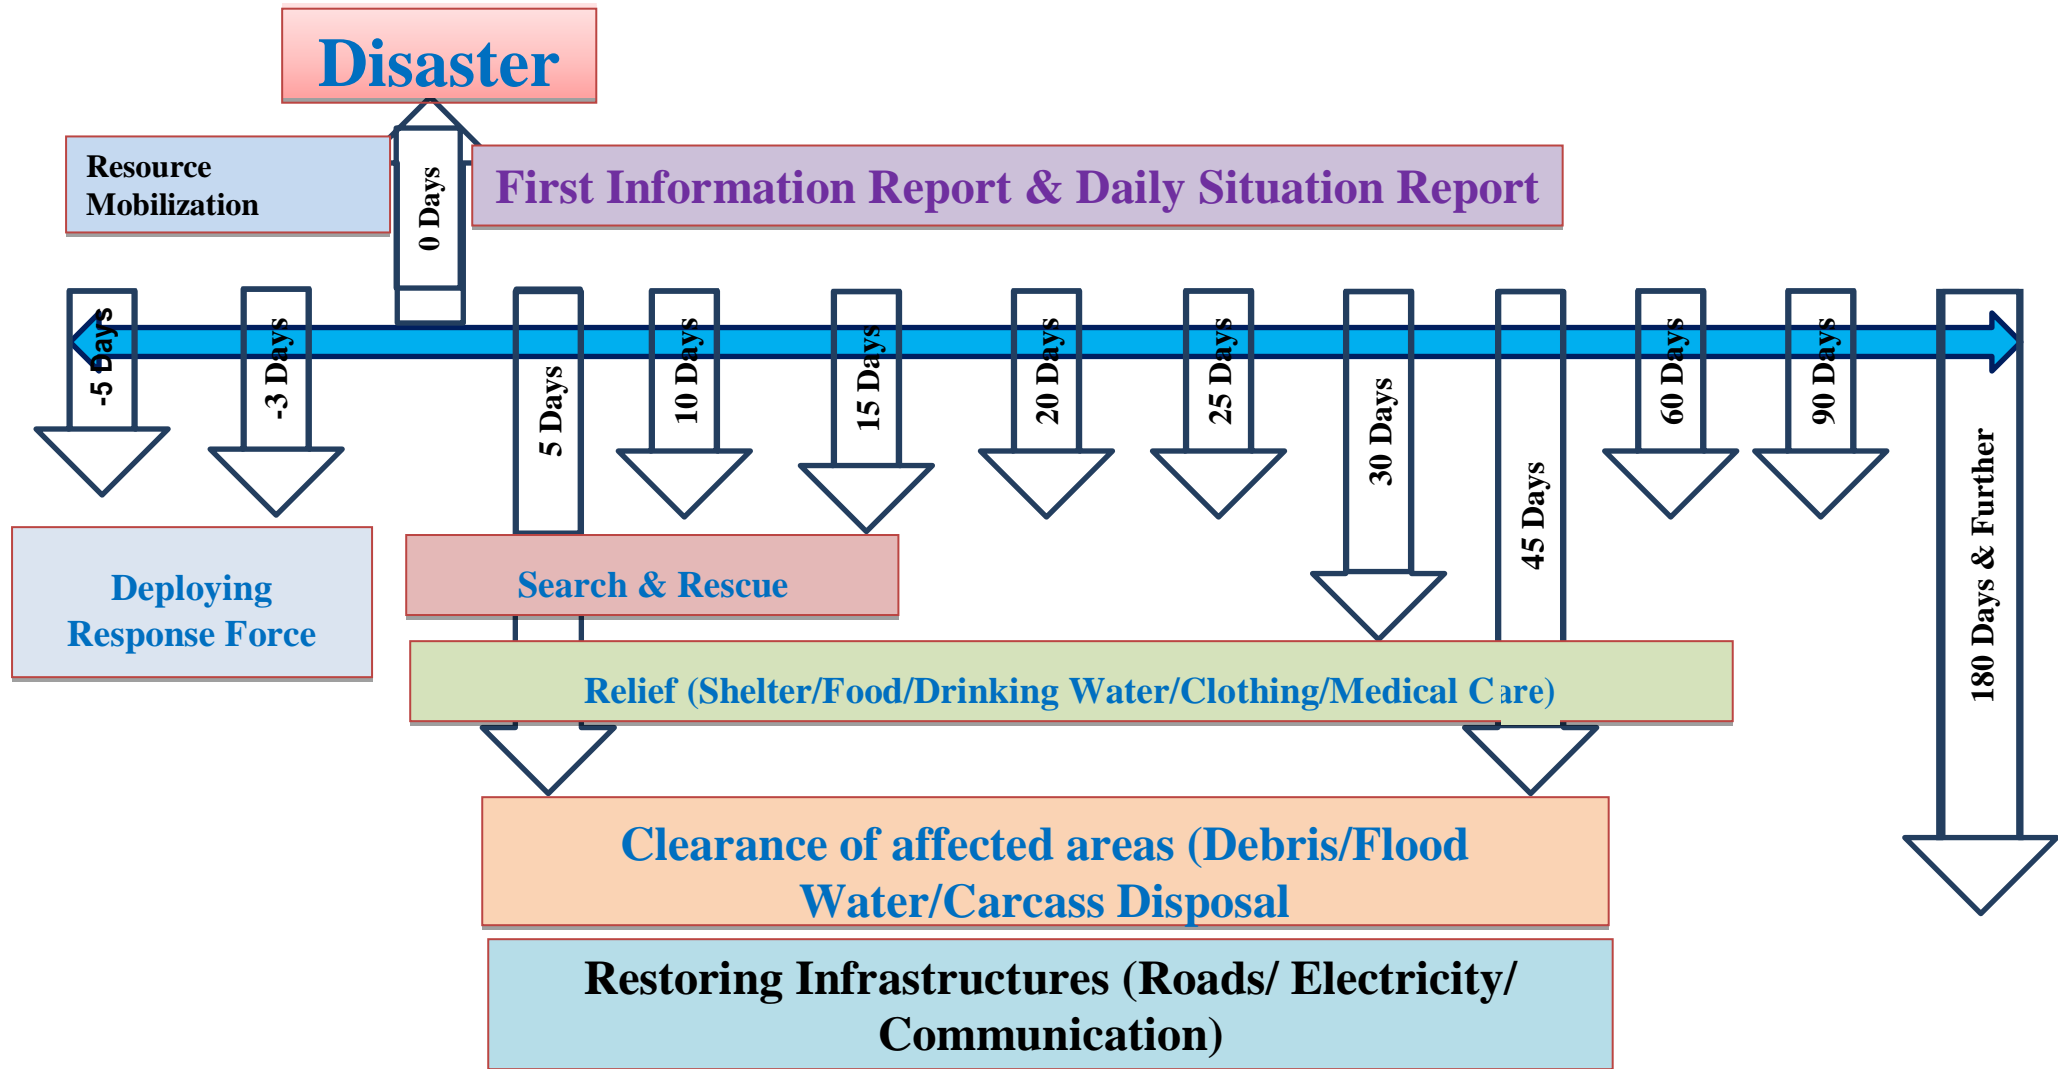 Disaster
Resource
Mobilization
0 Days
First Information Report & Daily Situation Report
-5 Days
-3 Days
5 Days
10 Days
15 Days
20 Days
25 Days
30 Days
45 Days
60 Days
90 Days
180 Days & Further
Deploying
Response Force
Search & Rescue
Relief (Shelter/Food/Drinking Water/Clothing/Medical Care)
Clearance of affected areas (Debris/Flood
Water/Carcass Disposal
Restoring Infrastructures (Roads/ Electricity/
Communication)